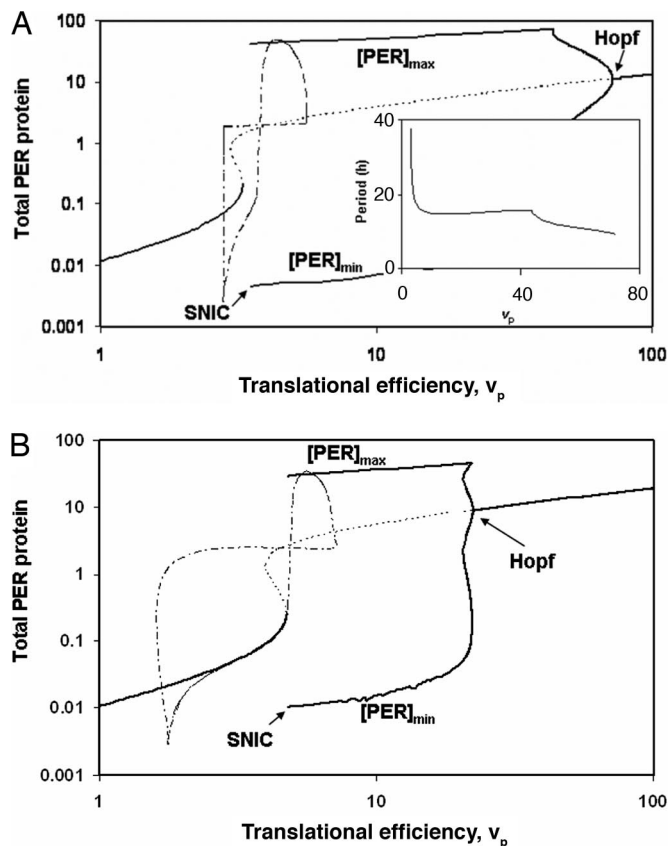 A
100
10
1
0.1
0.01
0.001
Total PER protein
[PER]max
Hopf
[PER]min
SNIC
40
20
0
Period (h)
0 40 80
vp
1 10 100
Translational efficiency, vp
B
100
10
1
0.1
0.01
0.001
Total PER protein
[PER]max
Hopf
[PER]min
SNIC
1 10 100
Translational efficiency, vp